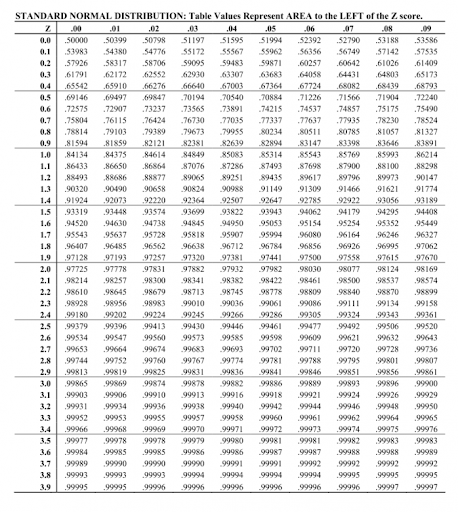 STANDARD NORMAL DISTRIBUTION: Table Values Represent AREA to the LEFT of the Z score.
Z .00 .01 .02 .03 .04 .05 .06 .07 .08 .09
0.0 .50000 .50399 .50798 .51197 .51595 .51994 .52392 .52790 .53188 .53586
0.1 .53983 .54380 .54776 .55172 .55567 .55962 .56356 .56749 .57142 .57535
0.2 .57926 .58317 .58706 .59095 .59483 .59871 .60257 .60642 .61026 .61409
0.3 .61791 .62172 .62552 .62930 .63307 .63683 .64058 .64431 .64803 .65173
0.4 .65542 .65910 .66276 .66640 .67003 .67364 .67724 .68082 .68439 .68793
0.5 .69146 .69497 .69847 .70194 .70540 .70884 .71226 .71566 .71904 .72240
0.6 .72575 .72907 .73237 .73565 .73891 .74215 .74537 .74857 .75175 .75490
0.7 .75804 .76115 .76424 .76730 .77035 .77337 .77637 .77935 .78230 .78524
0.8 .78814 .79103 .79389 .79673 .79955 .80234 .80511 .80785 .81057 .81327
0.9 .81594 .81859 .82121 .82381 .82639 .82894 .83147 .83398 .83646 .83891
1.0 .84134 .84375 .84614 .84849 .85083 .85314 .85543 .85769 .85993 .86214
1.1 .86433 .86650 .86864 .87076 .87286 .87493 .87698 .87900 .88100 .88298
1.2 .88493 .88686 .88877 .89065 .89251 .89435 .89617 .89796 .89973 .90147
1.3 .90320 .90490 .90658 .90824 .90988 .91149 .91309 .91466 .91621 .91774
1.4 .91924 .92073 .92220 .92364 .92507 .92647 .92785 .92922 .93056 .93189
1.5 .93319 .93448 .93574 .93699 .93822 .93943 .94062 .94179 .94295 .94408
1.6 .94520 .94630 .94738 .94845 .94950 .95053 .95154 .95254 .95352 .95449
1.7 .95543 .95637 .95728 .95818 .95907 .95994 .96080 .96164 .96246 .96327
1.8 .96407 .96485 .96562 .96638 .96712 .96784 .96856 .96926 .96995 .97062
1.9 .97128 .97193 .97257 .97320 .97381 .97441 .97500 .97558 .97615 .97670
2.0 .97725 .97778 .97831 .97882 .97932 .97982 .98030 .98077 .98124 .98169
2.1 .98214 .98257 .98300 .98341 .98382 .98422 .98461 .98500 .98537 .98574
2.2 .98610 .98645 .98679 .98713 .98745 .98778 .98809 .98840 .98870 .98899
2.3 .98928 .98956 .98983 .99010 .99036 .99061 .99086 .99111 .99134 .99158
2.4 .99180 .99202 .99224 .99245 .99266 .99286 .99305 .99324 .99343 .99361
2.5 .99379 .99396 .99413 .99430 .99446 .99461 .99477 .99492 .99506 .99520
2.6 .99534 .99547 .99560 .99573 .99585 .99598 .99609 .99621 .99632 .99643
2.7 .99653 .99664 .99674 .99683 .99693 .99702 .99711 .99720 .99728 .99736
2.8 .99744 .99752 .99760 .99767 .99774 .99781 .99788 .99795 .99801 .99807
2.9 .99813 .99819 .99825 .99831 .99836 .99841 .99846 .99851 .99856 .99861
3.0 .99865 .99869 .99874 .99878 .99882 .99886 .99889 .99893 .99896 .99900
3.1 .99903 .99906 .99910 .99913 .99916 .99918 .99921 .99924 .99926 .99929
3.2 .99931 .99934 .99936 .99938 .99940 .99942 .99944 .99946 .99948 .99950
3.3 .99952 .99953 .99955 .99957 .99958 .99960 .99961 .99962 .99964 .99965
3.4 .99966 .99968 .99969 .99970 .99971 .99972 .99973 .99974 .99975 .99976
3.5 .99977 .99978 .99978 .99979 .99980 .99981 .99981 .99982 .99983 .99983
3.6 .99984 .99985 .99985 .99986 .99986 .99987 .99987 .99988 .99988 .99989
3.7 .99989 .99990 .99990 .99990 .99991 .99991 .99992 .99992 .99992 .99992
3.8 .99993 .99993 .99993 .99994 .99994 .99994 .99994 .99995 .99995 .99995
3.9 .99995 .99995 .99996 .99996 .99996 .99996 .99996 .99996 .99997 .99997